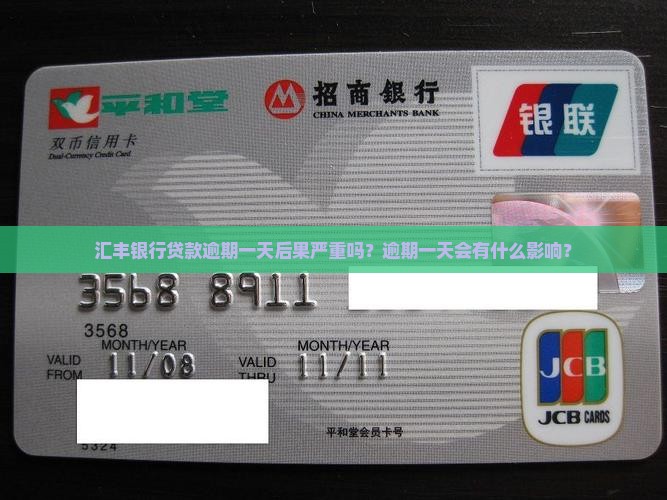 平和堂
双币信用卡
Dual-Currency Credit Card
招商银行
CHINA MERCHANTS BANK
银联
汇丰银行贷款逾期一天后果严重吗？逾期一天会有什么影响？
3568 8911
3568
MONTH/YEAR MONTH/YEAR
VALID FROM 11/08 VALID THRU 11/11
JCB
JCB CARDS
平和堂会员卡号
5324